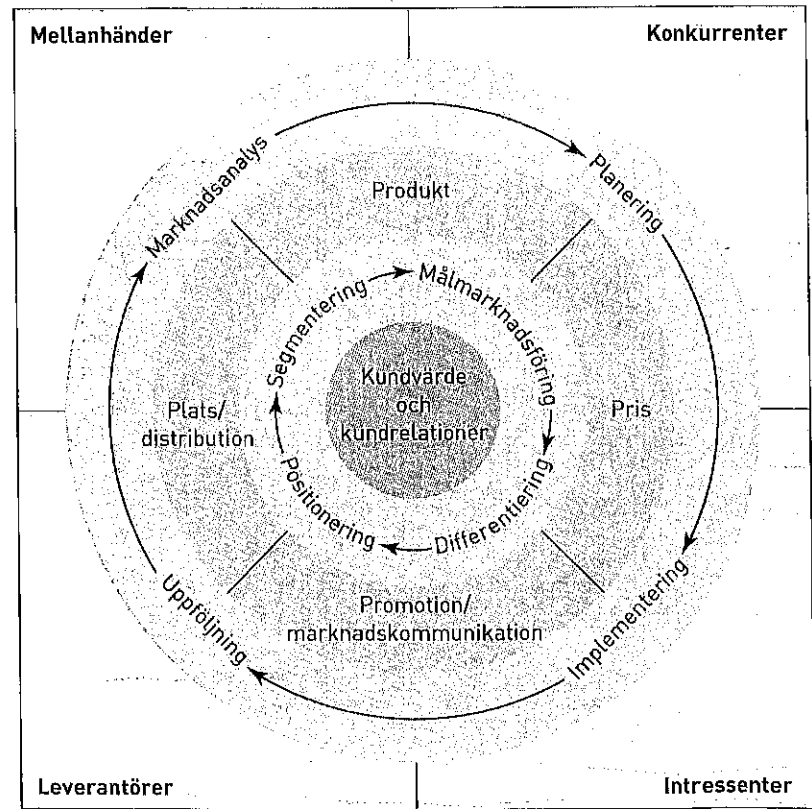 Mellanhänder
Konkurrenter
Marknadsanalys
Planering
Produkt
Segmentering
Målmarknadsföring
Kundvärde
och
kundrelationer
Plats/
distribution
Pris
Positionering
Differentiering
Promotion/
marknadskommunikation
Uppföljning
Implementering
Leverantörer
Intressenter